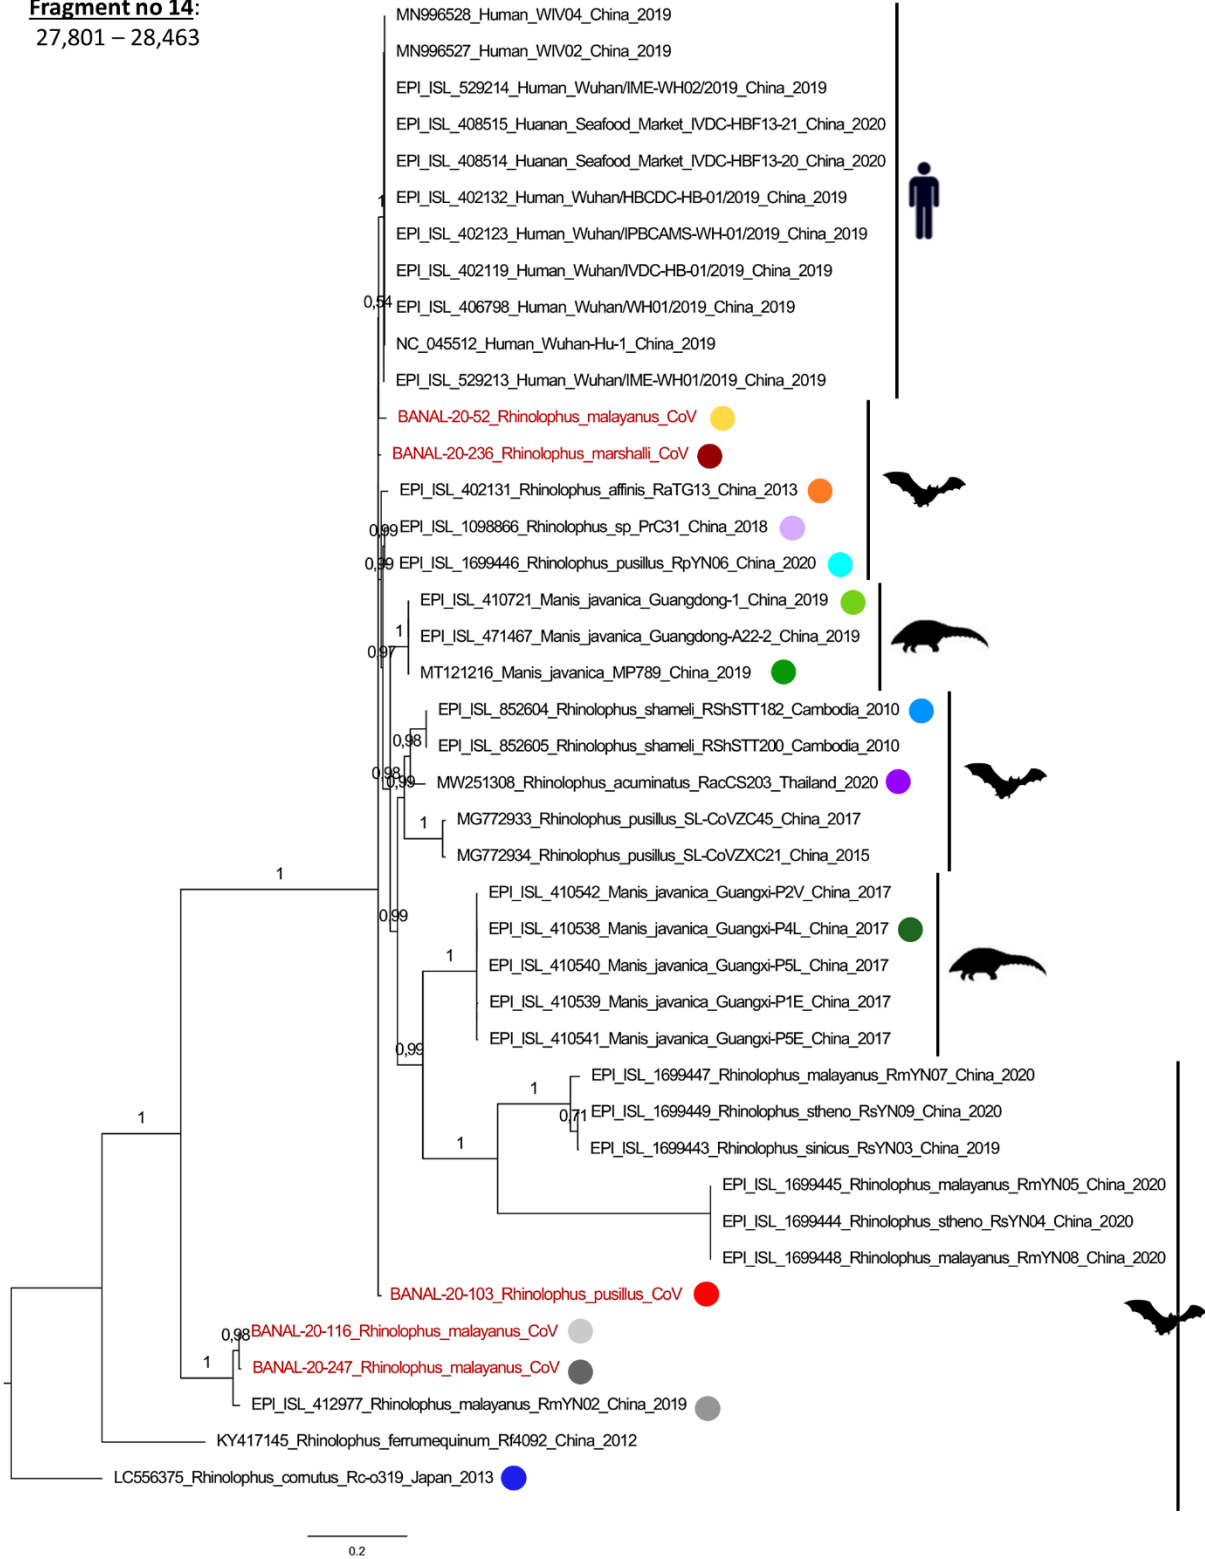 Fragment no 14:
27,801 – 28,463
MN996528_Human_WIV04_China_2019
MN996527_Human_WIV02_China_2019
EPI_ISL_529214_Human_Wuhan/IME-WH02/2019_China_2019
EPI_ISL_408515_Huanan_Seafood_Market_IVDC-HBF13-21_China_2020
EPI_ISL_408514_Huanan_Seafood_Market_IVDC-HBF13-20_China_2020
1
EPI_ISL_402132_Human_Wuhan/HBCDC-HB-01/2019_China_2019
EPI_ISL_402123_Human_Wuhan/IPBCAMS-WH-01/2019_China_2019
EPI_ISL_402119_Human_Wuhan/IVDC-HB-01/2019_China_2019
0,54
EPI_ISL_406798_Human_Wuhan/WH01/2019_China_2019
NC_045512_Human_Wuhan-Hu-1_China_2019
EPI_ISL_529213_Human_Wuhan/IME-WH01/2019_China_2019
BANAL-20-52_Rhinolophus_malayanus_CoV
BANAL-20-236_Rhinolophus_marshalli_CoV
EPI_ISL_402131_Rhinolophus_affinis_RaTG13_China_2013
0,99
EPI_ISL_1098866_Rhinolophus_sp_PrC31_China_2018
0,99
EPI_ISL_1699446_Rhinolophus_pusillus_RpYN06_China_2020
EPI_ISL_410721_Manis_javanica_Guangdong-1_China_2019
1
EPI_ISL_471467_Manis_javanica_Guangdong-A22-2_China_2019
0,97
MT121216_Manis_javanica_MP789_China_2019
EPI_ISL_852604_Rhinolophus_shameli_RShSTT182_Cambodia_2010
0,98
EPI_ISL_852605_Rhinolophus_shameli_RShSTT200_Cambodia_2010
0,98
0,99
MW251308_Rhinolophus_acuminatus_RacCS203_Thailand_2020
1
MG772933_Rhinolophus_pusillus_SL-CoVZC45_China_2017
MG772934_Rhinolophus_pusillus_SL-CoVZXC21_China_2015
1
EPI_ISL_410542_Manis_javanica_Guangxi-P2V_China_2017
0,99
EPI_ISL_410538_Manis_javanica_Guangxi-P4L_China_2017
1
EPI_ISL_410540_Manis_javanica_Guangxi-P5L_China_2017
EPI_ISL_410539_Manis_javanica_Guangxi-P1E_China_2017
EPI_ISL_410541_Manis_javanica_Guangxi-P5E_China_2017
0,99
EPI_ISL_1699447_Rhinolophus_malayanus_RmYN07_China_2020
1
0,71
EPI_ISL_1699449_Rhinolophus_stheno_RsYN09_China_2020
1
1
EPI_ISL_1699443_Rhinolophus_sinicus_RsYN03_China_2019
EPI_ISL_1699445_Rhinolophus_malayanus_RmYN05_China_2020
EPI_ISL_1699444_Rhinolophus_stheno_RsYN04_China_2020
EPI_ISL_1699448_Rhinolophus_malayanus_RmYN08_China_2020
BANAL-20-103_Rhinolophus_pusillus_CoV
0,98
BANAL-20-116_Rhinolophus_malayanus_CoV
1
BANAL-20-247_Rhinolophus_malayanus_CoV
EPI_ISL_412977_Rhinolophus_malayanus_RmYN02_China_2019
KY417145_Rhinolophus_ferrumequinum_Rf4092_China_2012
LC556375_Rhinolophus_cornutus_Rc-o319_Japan_2013
0.2